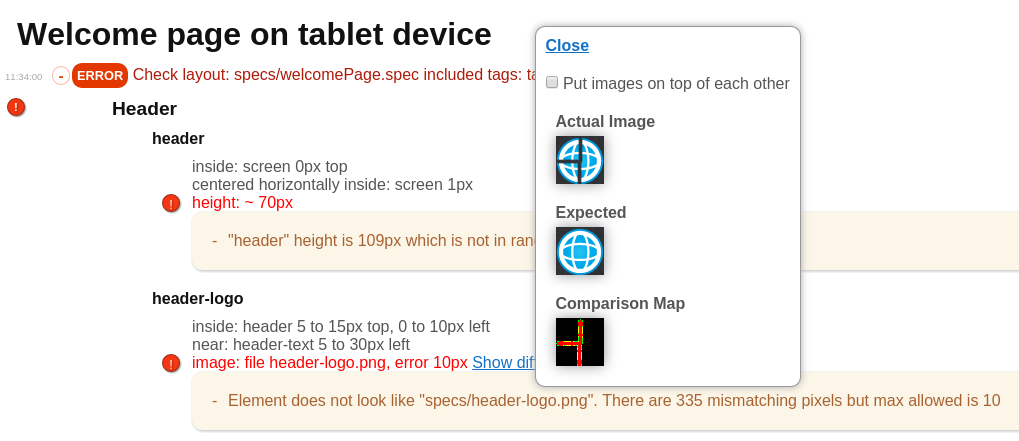 Welcome page on tablet device
11:34:00 - ERROR Check layout: specs/welcomePage.spec included tags:
! Header
header
inside: screen 0px top
centered horizontally inside: screen 1px
! height: ~ 70px
- "header" height is 109px which is not in
header-logo
inside: header 5 to 15px top, 0 to 10px left
near: header-text 5 to 30px left
! image: file header-logo.png, error 10px Show
- Element does not look like "specs/header-logo.png". There are 335 mismatching pixels but max allowed is 10
Close
Put images on top of each other
Actual Image
Expected
Comparison Map